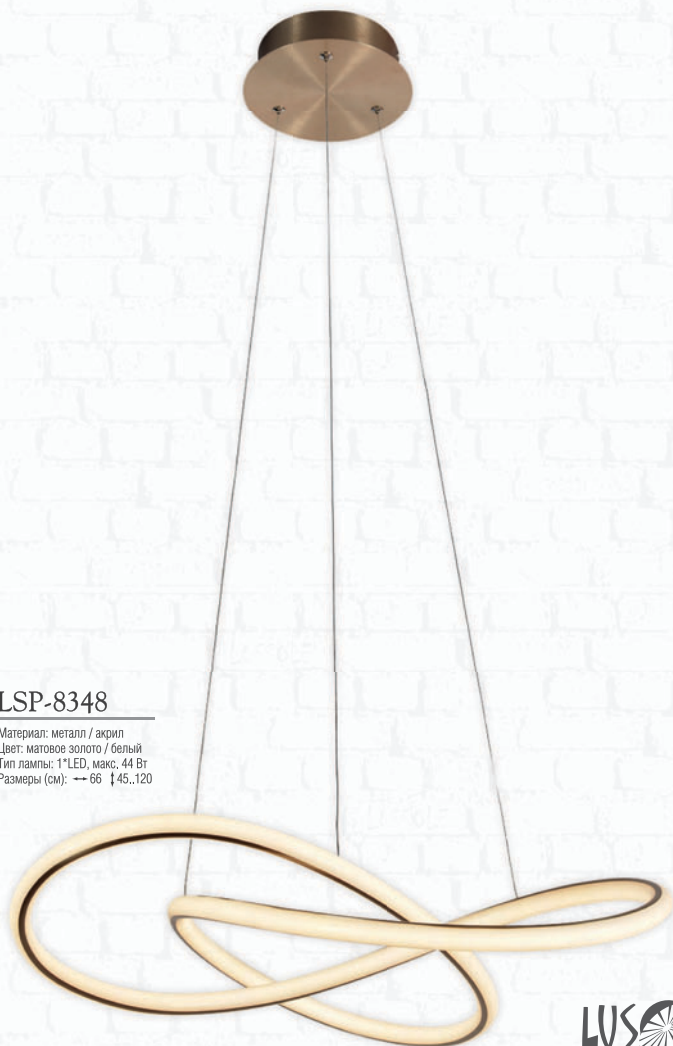 LSP-8348
Материал: металл / акрил
Цвет: матовое золото / белый
Тип лампы: 1*LED, макс. 44 Вт
Размеры (см): ↔ 66 ↕ 45..120
LUS